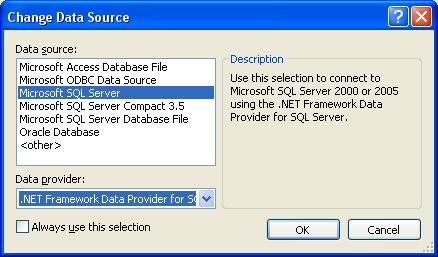 Change Data Source
Data source:
Microsoft Access Database File
Microsoft ODBC Data Source
Microsoft SQL Server
Microsoft SQL Server Compact 3.5
Microsoft SQL Server Database File
Oracle Database
<other>
Description
Use this selection to connect to
Microsoft SQL Server 2000 or 2005
using the .NET Framework Data
Provider for SQL Server.
Data provider:
.NET Framework Data Provider for SQ
Always use this selection
OK
Cancel